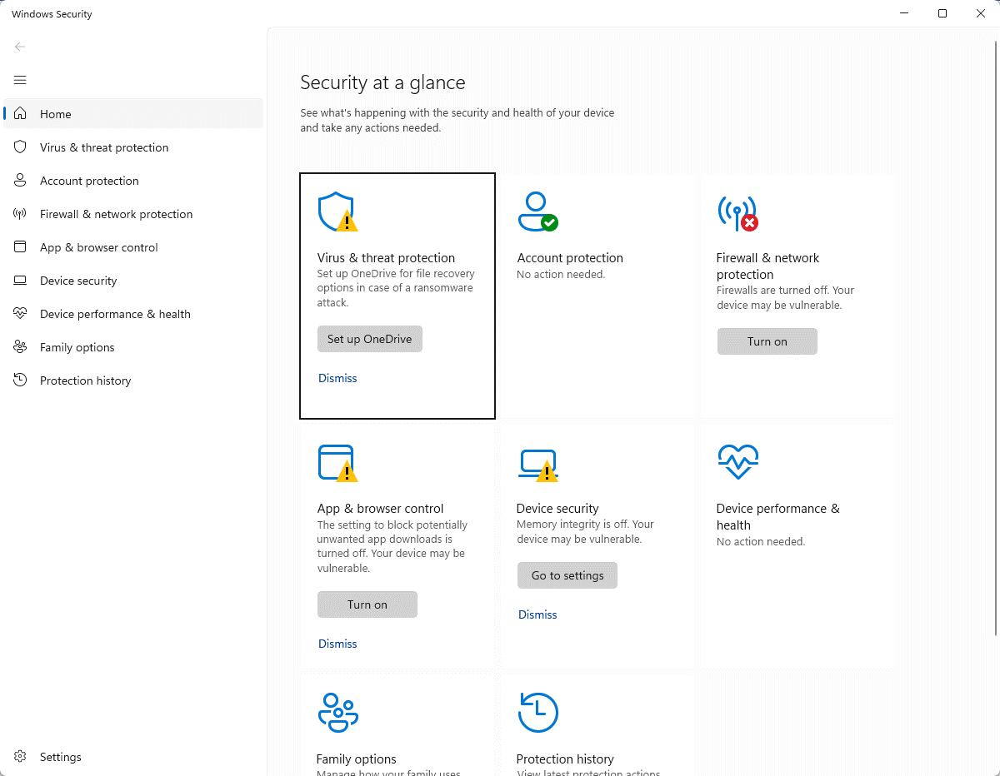 Windows Security
Home
Virus & threat protection
Account protection
Firewall & network protection
App & browser control
Device security
Device performance & health
Family options
Protection history
Settings
Security at a glance
See what's happening with the security and health of your device
and take any actions needed.
Virus & threat protection
Set up OneDrive for file recovery
options in case of a ransomware
attack.
Set up OneDrive
Dismiss
Account protection
No action needed.
Firewall & network
protection
Firewalls are turned off. Your
device may be vulnerable.
Turn on
App & browser control
The setting to block potentially
unwanted app downloads is
turned off. Your device may be
vulnerable.
Turn on
Dismiss
Device security
Memory integrity is off. Your
device may be vulnerable.
Go to settings
Dismiss
Device performance &
health
No action needed.
Family options
Manage how your family uses
Protection history
View latest protection actions